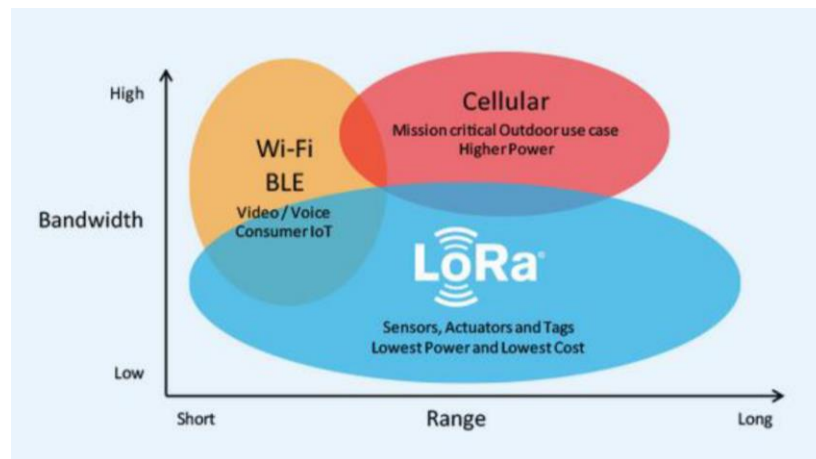 High
Bandwidth
Low
Wi-Fi
BLE
Video / Voice
Consumer IoT
Cellular
Mission critical Outdoor use case
Higher Power
LoRa®
Sensors, Actuators and Tags
Lowest Power and Lowest Cost
Short
Range
Long